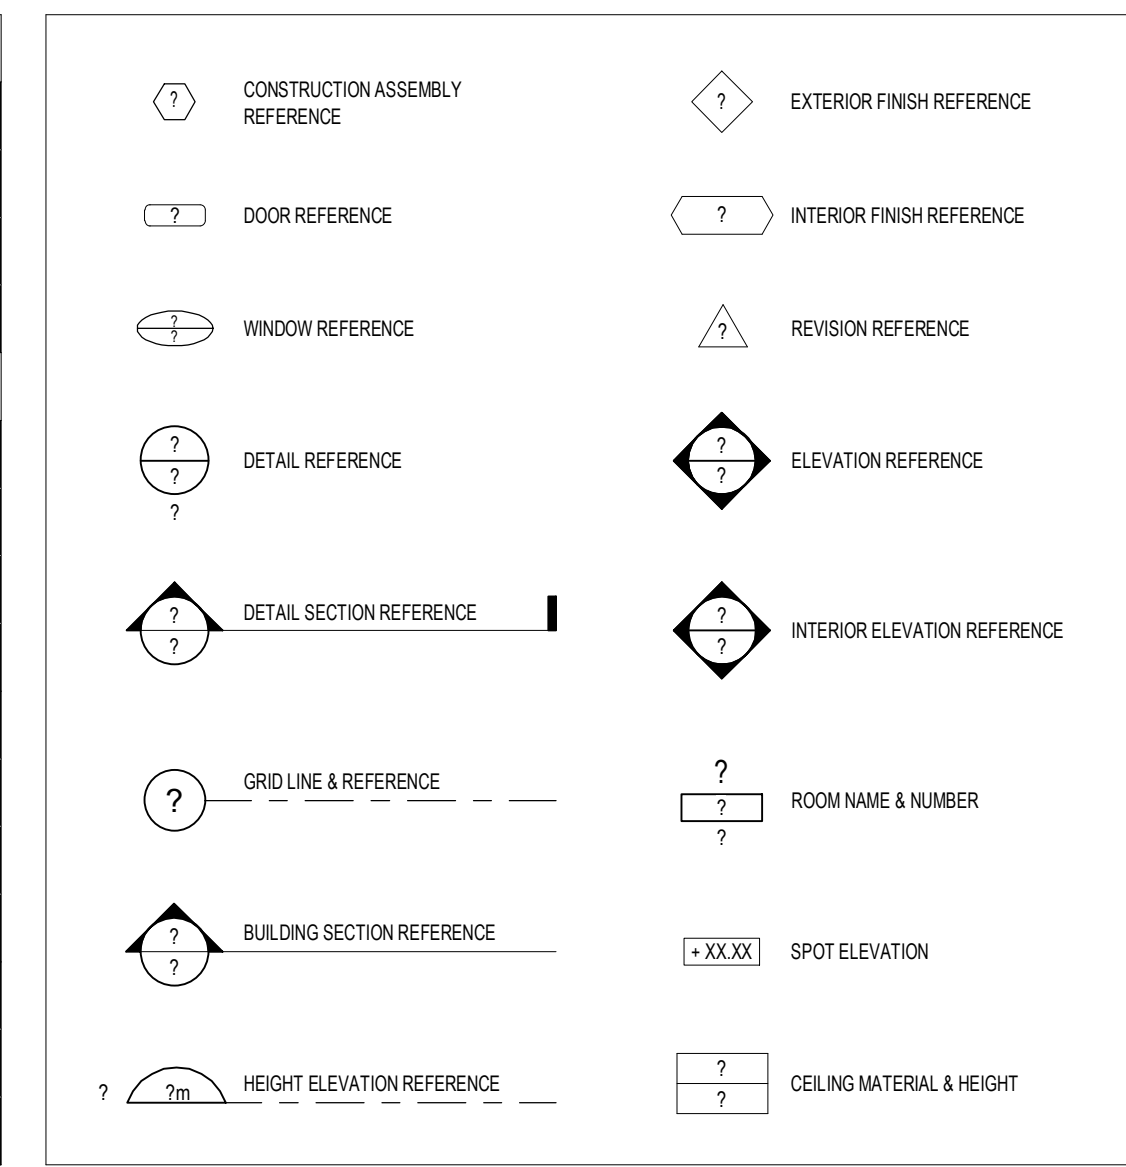 ?
CONSTRUCTION ASSEMBLY
REFERENCE
?
EXTERIOR FINISH REFERENCE
?
DOOR REFERENCE
?
INTERIOR FINISH REFERENCE
?
?
WINDOW REFERENCE
?
REVISION REFERENCE
?
?
?
DETAIL REFERENCE
?
?
ELEVATION REFERENCE
?
?
DETAIL SECTION REFERENCE
?
?
INTERIOR ELEVATION REFERENCE
?
GRID LINE & REFERENCE
?
?
?
ROOM NAME & NUMBER
?
?
BUILDING SECTION REFERENCE
+ XX.XX
SPOT ELEVATION
?
?m
HEIGHT ELEVATION REFERENCE
?
?
CEILING MATERIAL & HEIGHT